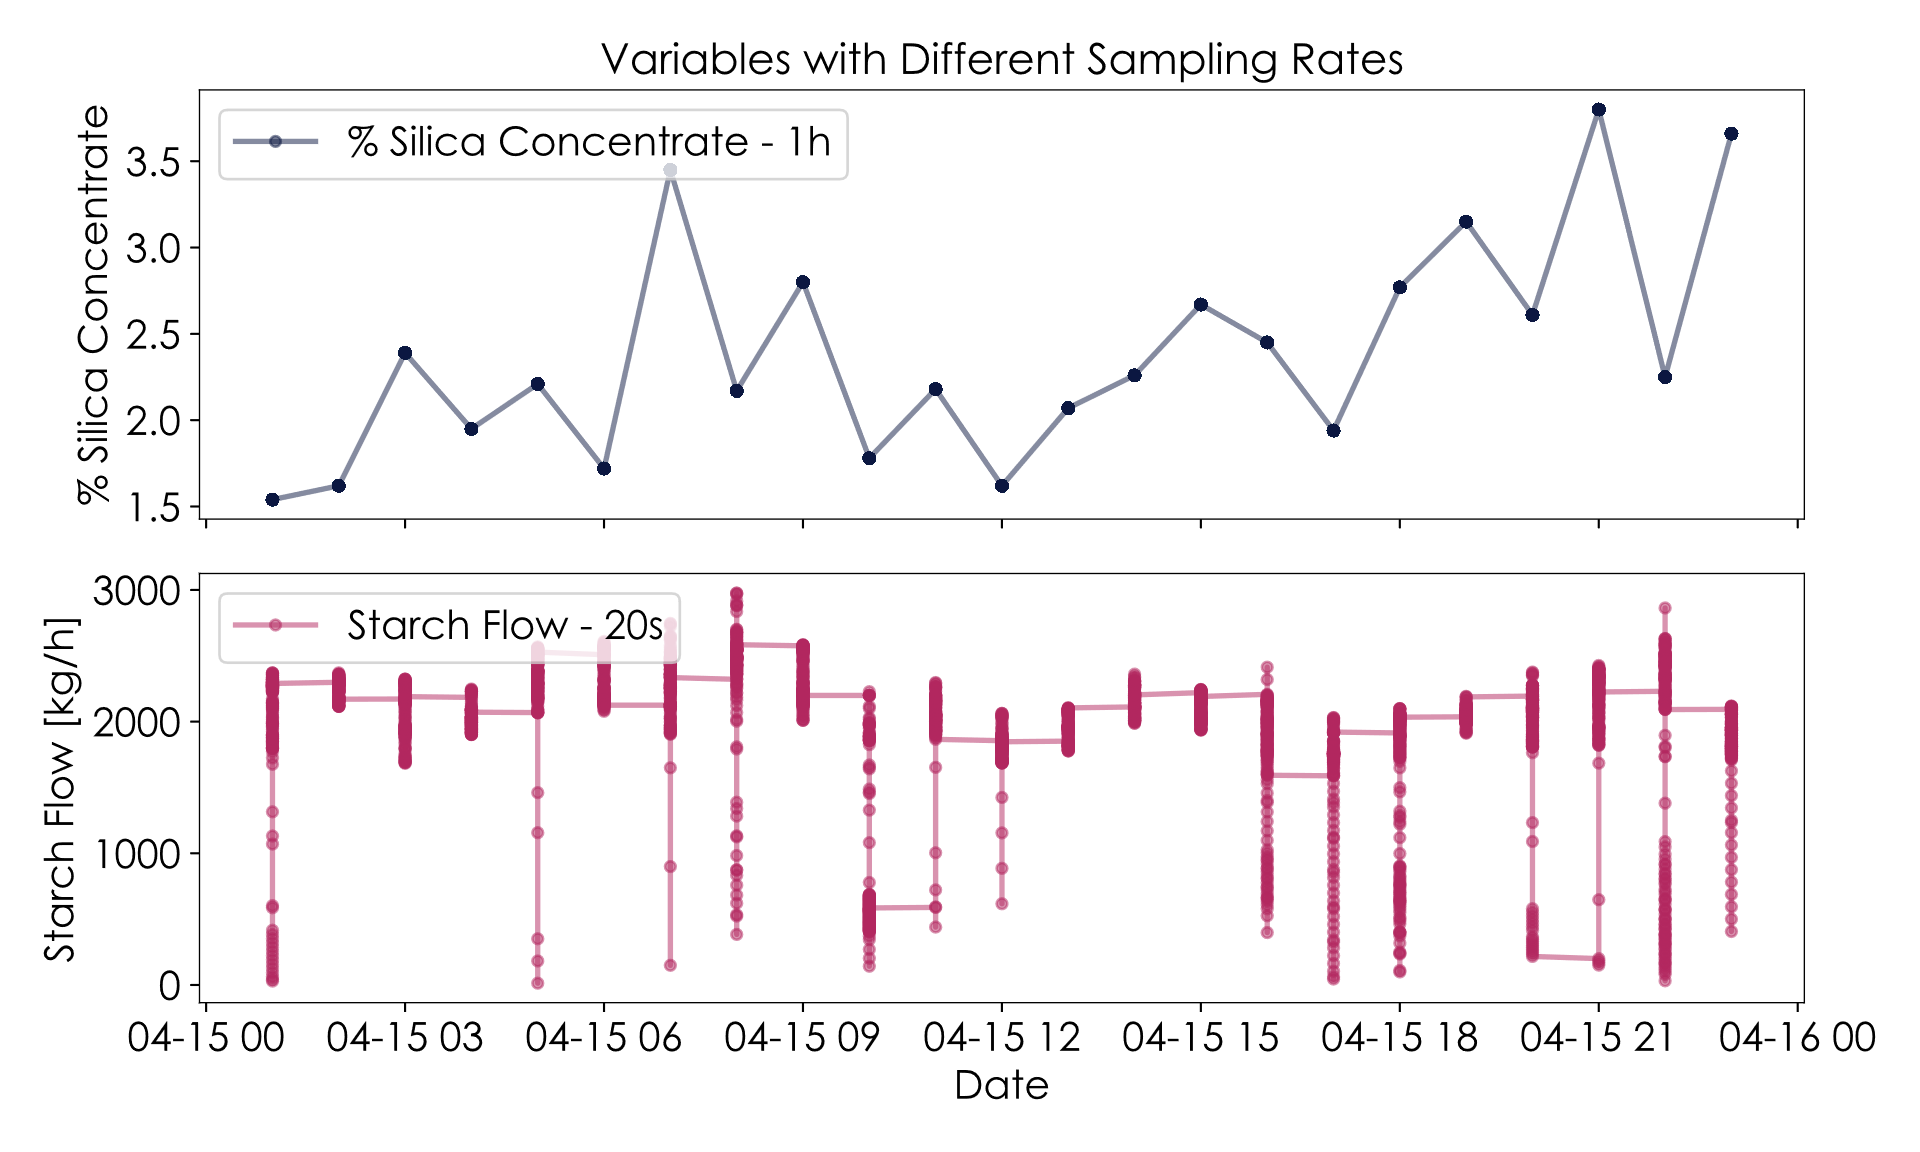 Variables with Different Sampling Rates
% Silica Concentrate
% Silica Concentrate - 1h
3.5
3.0
2.5
2.0
1.5
Starch Flow [kg/h]
Starch Flow - 20s
3000
2000
1000
0
04-15 00 04-15 03 04-15 06 04-15 09 04-15 12 04-15 15 04-15 18 04-15 21 04-16 00
Date